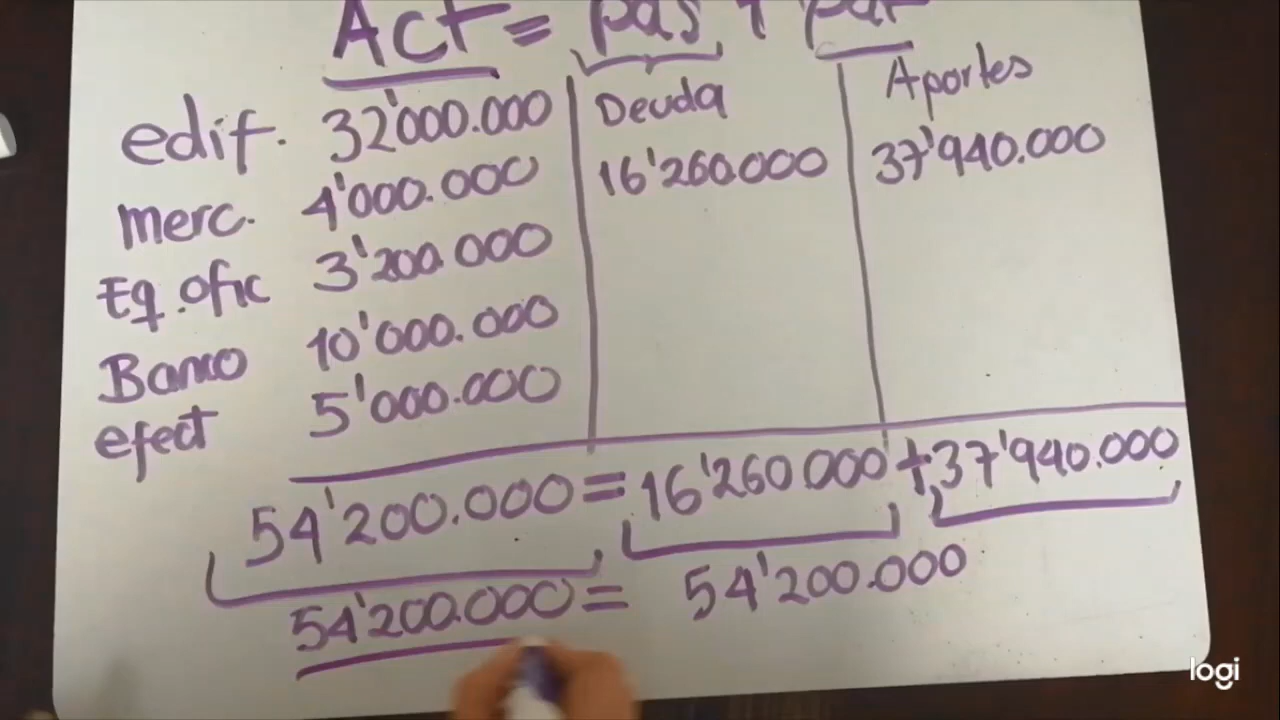 Act = pas + pat
Deuda Aportes
edif. 32'000.000 16'260.000 37'940.000
merc. 4'000.000
Eq.ofic 3'200.000
Banco 10'000.000
efect 5'000.000
54'200.000 = 16'260.000 + 37'940.000
54'200.000 = 54'200.000
logi